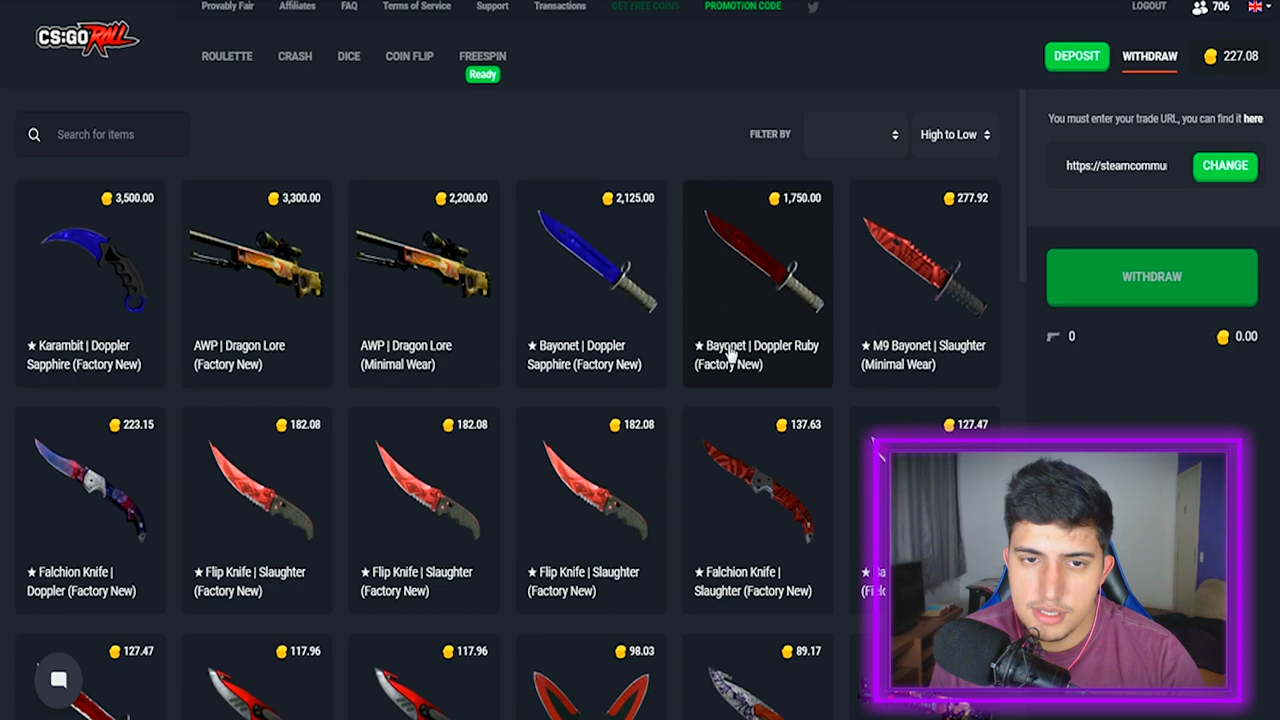 Provably Fair Affiliates FAQ Terms of Service Support Transactions GET FREE COINS PROMOTION CODE LOGOUT 706
CS:GO ROLL
ROULETTE CRASH DICE COIN FLIP FREESPIN
Ready
DEPOSIT WITHDRAW 227.08
Search for items
FILTER BY
High to Low
You must enter your trade URL, you can find it here
https://steamcommu
CHANGE
WITHDRAW
0 0.00
3,500.00
★ Karambit | Doppler
Sapphire (Factory New)
3,300.00
AWP | Dragon Lore
(Factory New)
2,200.00
AWP | Dragon Lore
(Minimal Wear)
2,125.00
★ Bayonet | Doppler
Sapphire (Factory New)
1,750.00
★ Bayonet | Doppler Ruby
(Factory New)
277.92
★ M9 Bayonet | Slaughter
(Minimal Wear)
223.15
★ Falchion Knife |
Doppler (Factory New)
182.08
★ Flip Knife | Slaughter
(Factory New)
182.08
★ Flip Knife | Slaughter
(Factory New)
182.08
★ Flip Knife | Slaughter
(Factory New)
137.63
★ Falchion Knife |
Slaughter (Factory New)
127.47
127.47
117.96
117.96
98.03
89.17